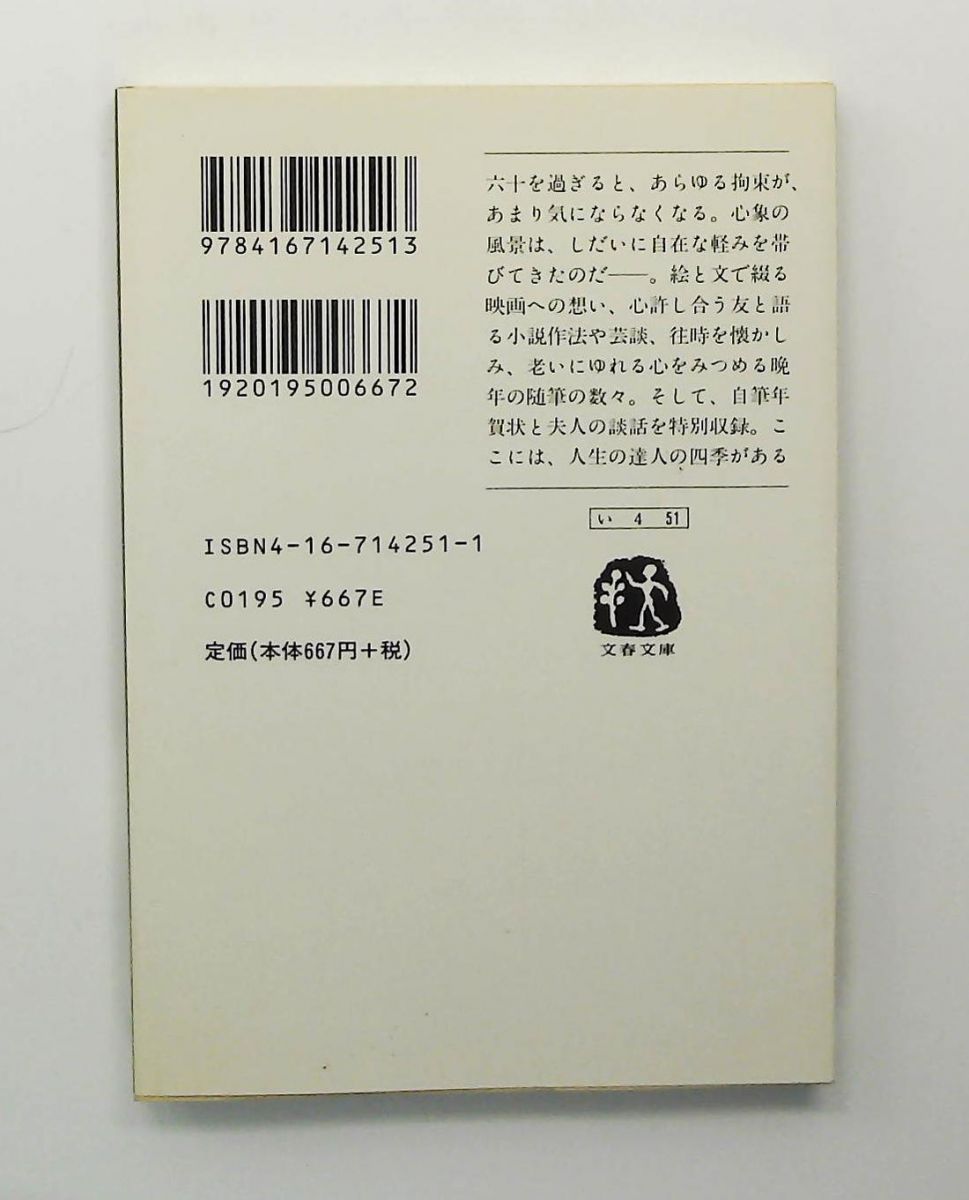 9784167142513
1920195006672
ISBN4-16-714251-1
C0195 ¥667E
定価(本体667円+税)
六十を過ぎると、あらゆる拘束が、
あまり気にならなくなる。心象の
風景は、しだいに自在な軽みを帯
びてきたのだ――。絵と文で綴る
映画への想い、心許し合う友と語
る小説作法や芸談、往時を懐かし
み、老いにゆれる心をみつめる晩
年の随筆の数々。そして、自筆年
賀状と夫人の談話を特別収録。こ
こには、人生の達人の四季がある
い 4 51
文春文庫